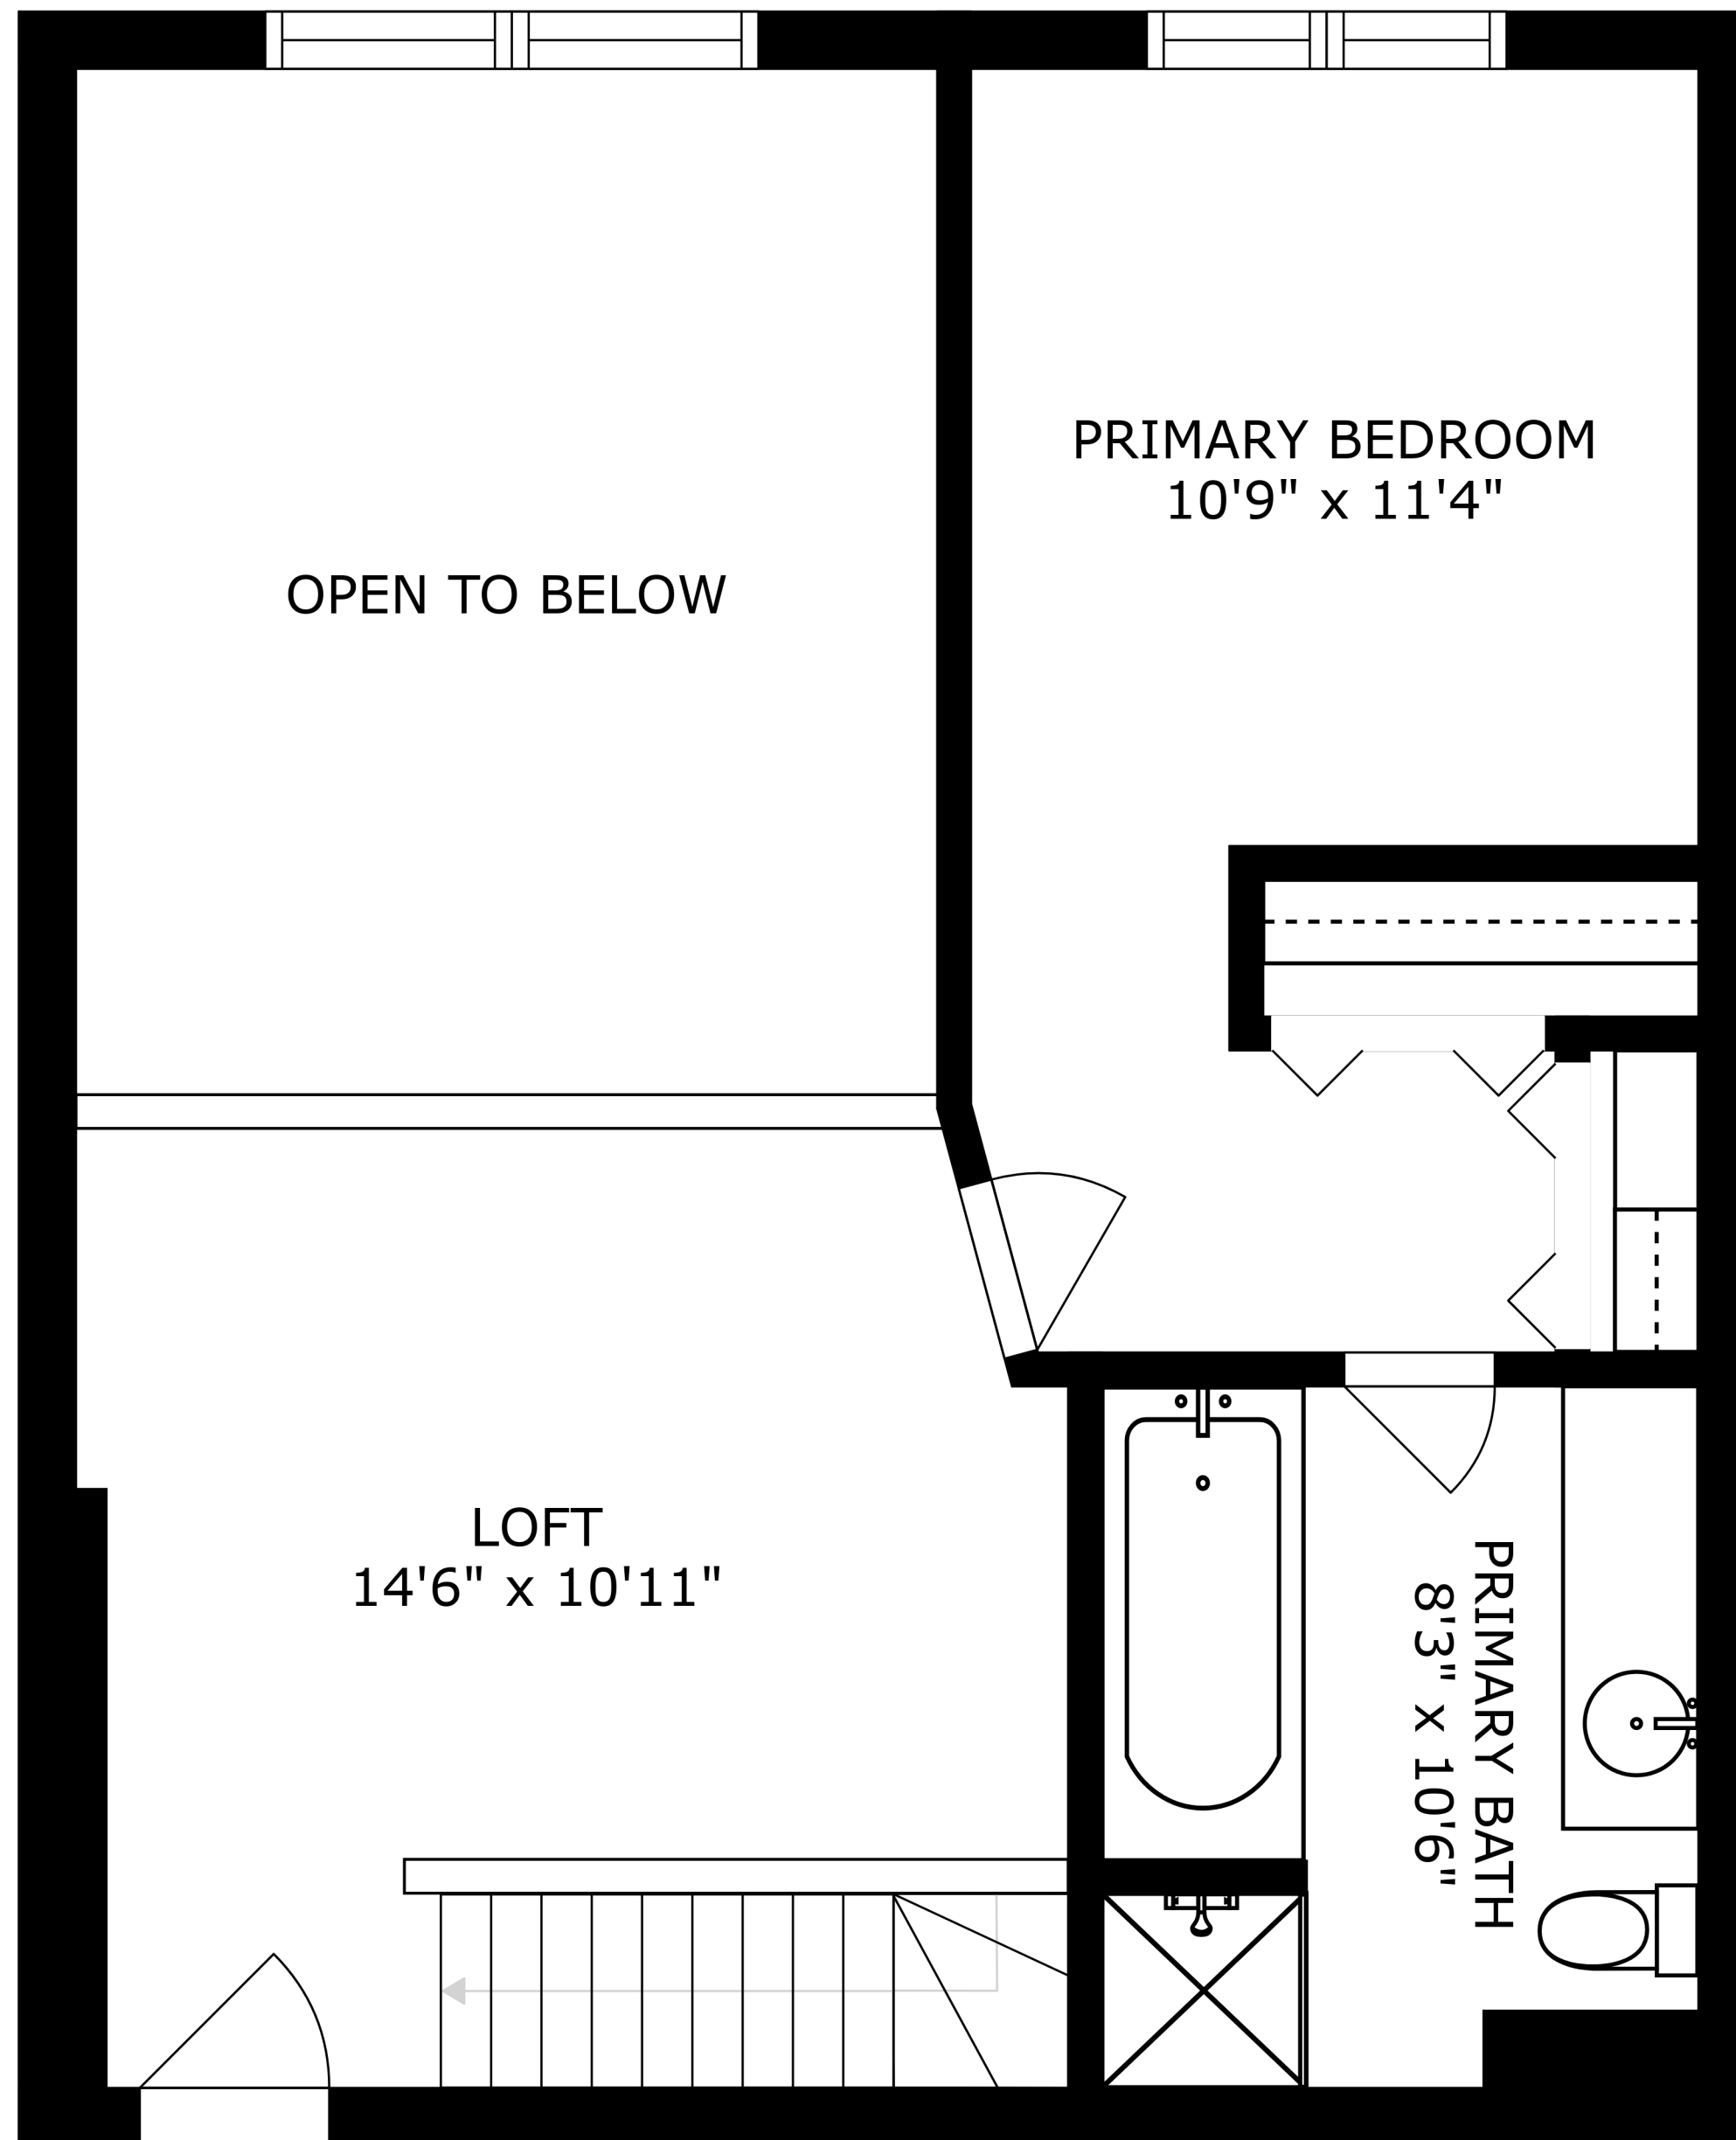 PRIMARY BEDROOM
10'9" x 11'4"
OPEN TO BELOW
LOFT
14'6" x 10'11"
PRIMARY BATH
8'3" x 10'6"